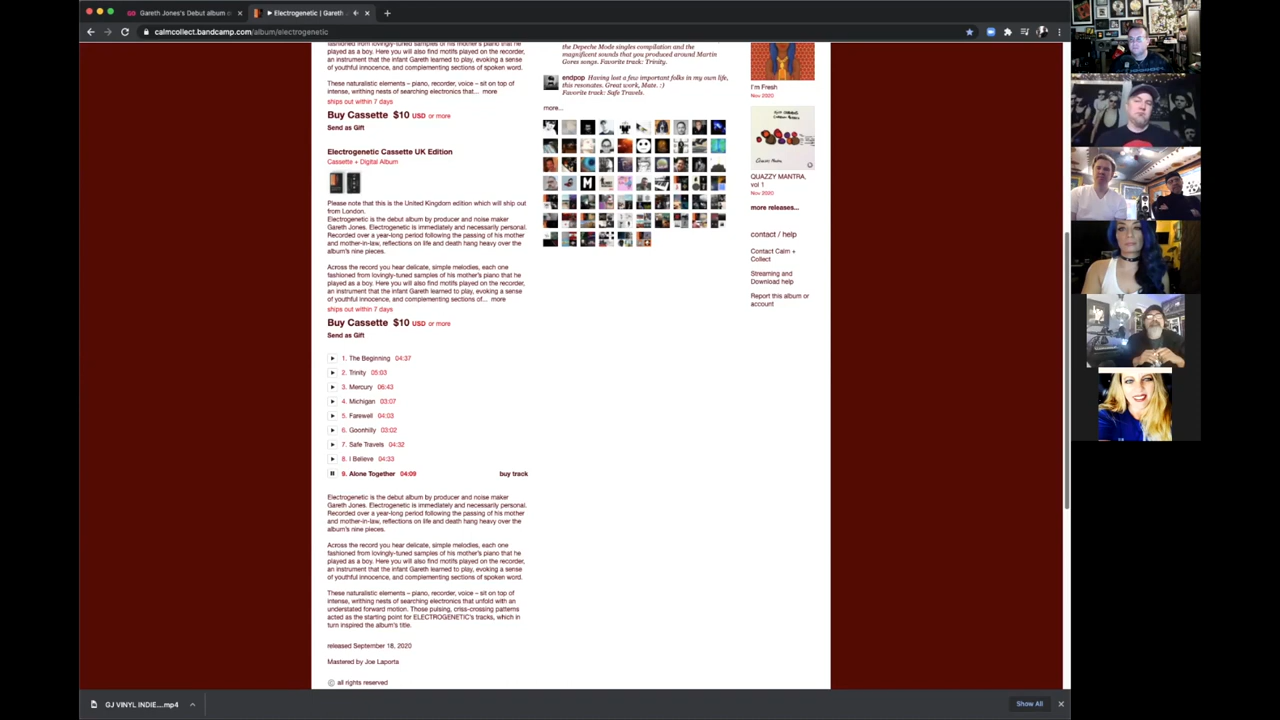 Gareth Jones's Debut album o
Electrogenetic | Gareth
calmcollect.bandcamp.com/album/electrogenetic
fashioned from lovingly-tuned samples of his mother's piano that he
played as a boy. Here you will also find motifs played on the recorder,
an instrument that the infant Gareth learned to play, evoking a sense
of youthful innocence, and complementing sections of spoken word.
These naturalistic elements – piano, recorder, voice – sit on top of
intense, writhing nests of searching electronics that... more
ships out within 7 days
Buy Cassette $10 USD or more
Send as Gift
Electrogenetic Cassette UK Edition
Cassette + Digital Album
Please note that this is the United Kingdom edition which will ship out
from London.
Electrogenetic is the debut album by producer and noise maker
Gareth Jones. Electrogenetic is immediately and necessarily personal.
Recorded over a year-long period following the passing of his mother
and mother-in-law, reflections on life and death hang heavy over the
album's nine pieces.
Across the record you hear delicate, simple melodies, each one
fashioned from lovingly-tuned samples of his mother's piano that he
played as a boy. Here you will also find motifs played on the recorder,
an instrument that the infant Gareth learned to play, evoking a sense
of youthful innocence, and complementing sections of... more
ships out within 7 days
Buy Cassette $10 USD or more
Send as Gift
1. The Beginning 04:37
2. Trinity 05:03
3. Mercury 06:43
4. Michigan 03:07
5. Farewell 04:03
6. Goonhilly 03:02
7. Safe Travels 04:32
8. I Believe 04:33
9. Alone Together 04:09 buy track
Electrogenetic is the debut album by producer and noise maker
Gareth Jones. Electrogenetic is immediately and necessarily personal.
Recorded over a year-long period following the passing of his mother
and mother-in-law, reflections on life and death hang heavy over the
album's nine pieces.
Across the record you hear delicate, simple melodies, each one
fashioned from lovingly-tuned samples of his mother's piano that he
played as a boy. Here you will also find motifs played on the recorder,
an instrument that the infant Gareth learned to play, evoking a sense
of youthful innocence, and complementing sections of spoken word.
These naturalistic elements – piano, recorder, voice – sit on top of
intense, writhing nests of searching electronics that unfold with an
understated forward motion. Those pulsing, criss-crossing patterns
acted as the starting point for ELECTROGENETIC's tracks, which in
turn inspired the album's title.
released September 18, 2020
Mastered by Joe Laporta
© all rights reserved
the Depeche Mode singles compilation and the
magnificent sounds that you produced around Martin
Gores songs. Favorite track: Trinity.
endpop Having lost a few important folks in my own life,
this resonates. Great work, Mate. :)
Favorite track: Safe Travels.
more...
I'm Fresh
Nov 2020
QUAZZY MANTRA,
vol 1
Nov 2020
more releases...
contact / help
Contact Calm +
Collect
Streaming and
Download help
Report this album or
account
GJ VINYL INDIE....mp4
Show All